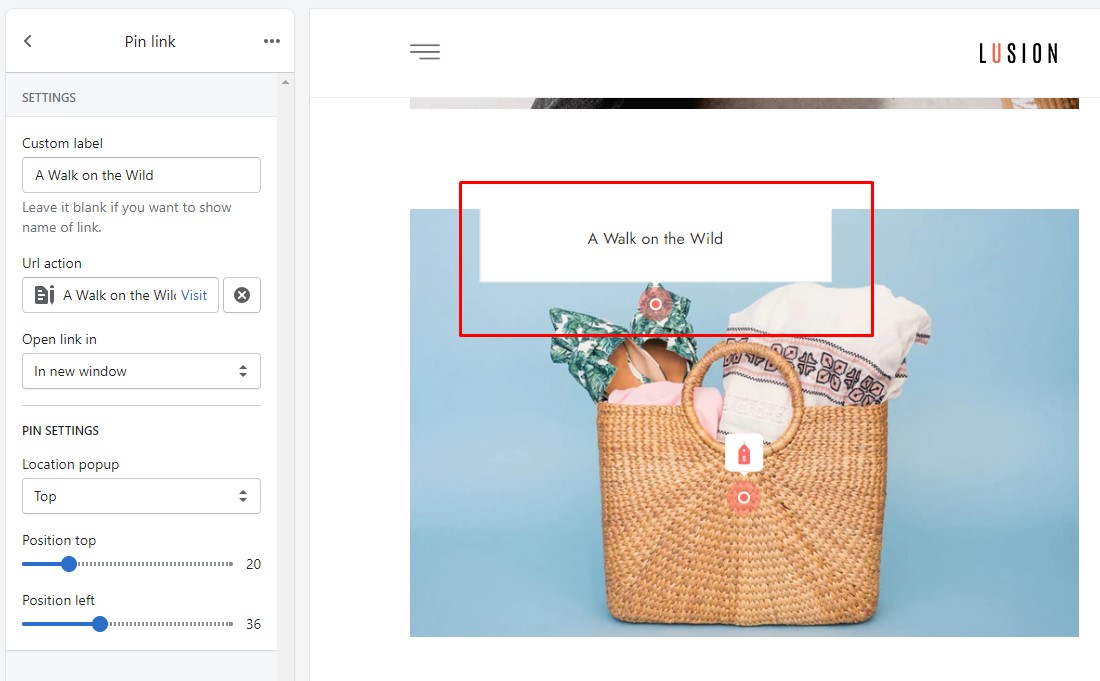 Pin link
SETTINGS
Custom label
A Walk on the Wild
Leave it blank if you want to show
name of link.
Url action
A Walk on the Wil Visit
Open link in
In new window
PIN SETTINGS
Location popup
Top
Position top
20
Position left
36
LUSION
A Walk on the Wild